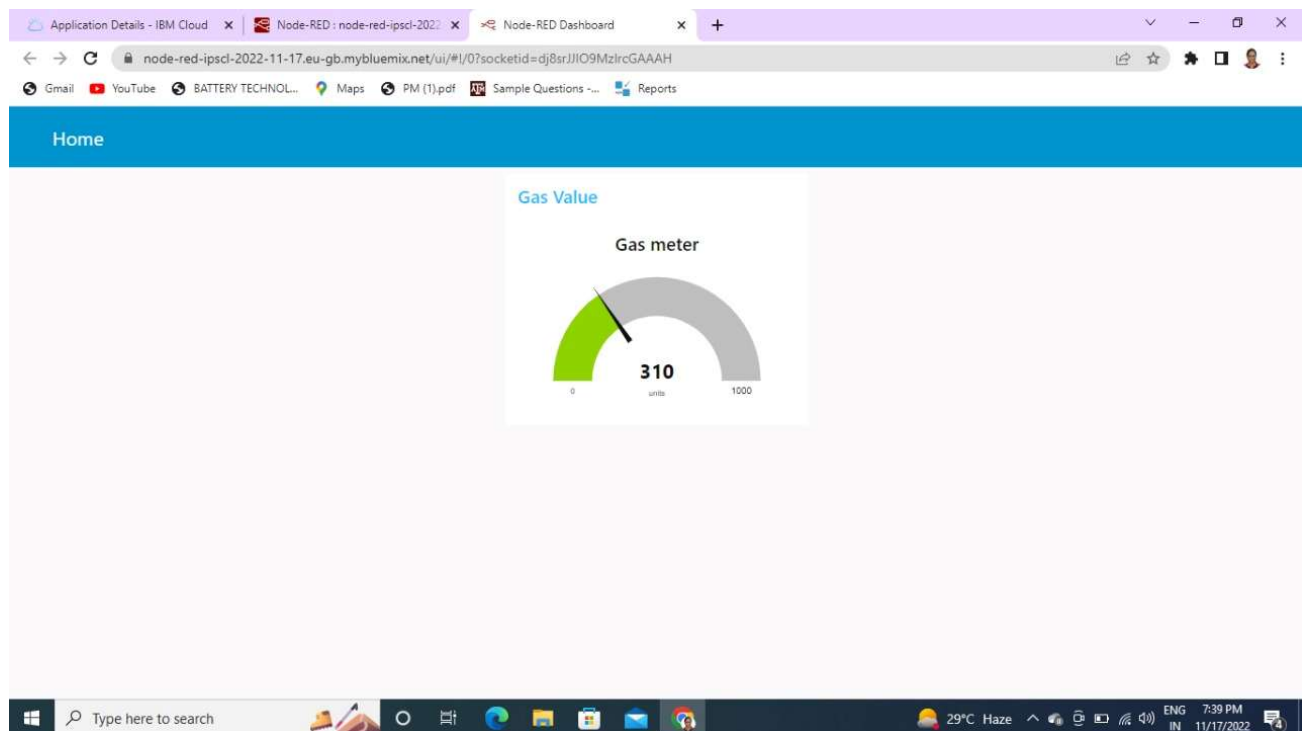 Application Details - IBM Cloud
Node-RED : node-red-ipscl-2022
Node-RED Dashboard
node-red-ipscl-2022-11-17.eu-gb.mybluemix.net/ui/#!/0?socketid=dj8srJJIO9MzlrcGAAAH
Gmail YouTube BATTERY TECHNOL... Maps PM (1).pdf Sample Questions -... Reports
Home
Gas Value
Gas meter
310
0 units 1000
Type here to search
29°C Haze
ENG 7:39 PM
IN 11/17/2022
4